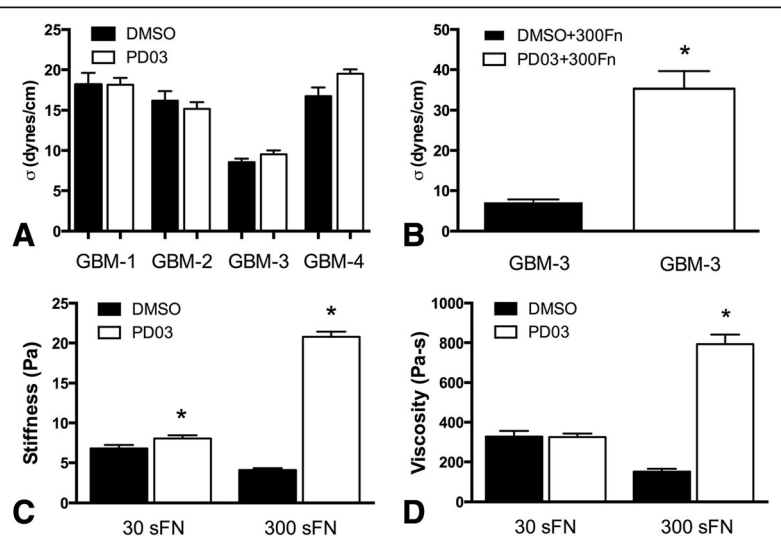 25
20
15
10
5
0
σ (dynes/cm)
DMSO
PD03
GBM-1 GBM-2 GBM-3 GBM-4
A
50
40
30
20
10
0
σ (dynes/cm)
DMSO+300Fn
PD03+300Fn
*
GBM-3 GBM-3
B
25
20
15
10
5
0
Stiffness (Pa)
DMSO
PD03
*
*
30 sFN 300 sFN
C
1000
800
600
400
200
0
Viscosity (Pa-s)
DMSO
PD03
*
30 sFN 300 sFN
D